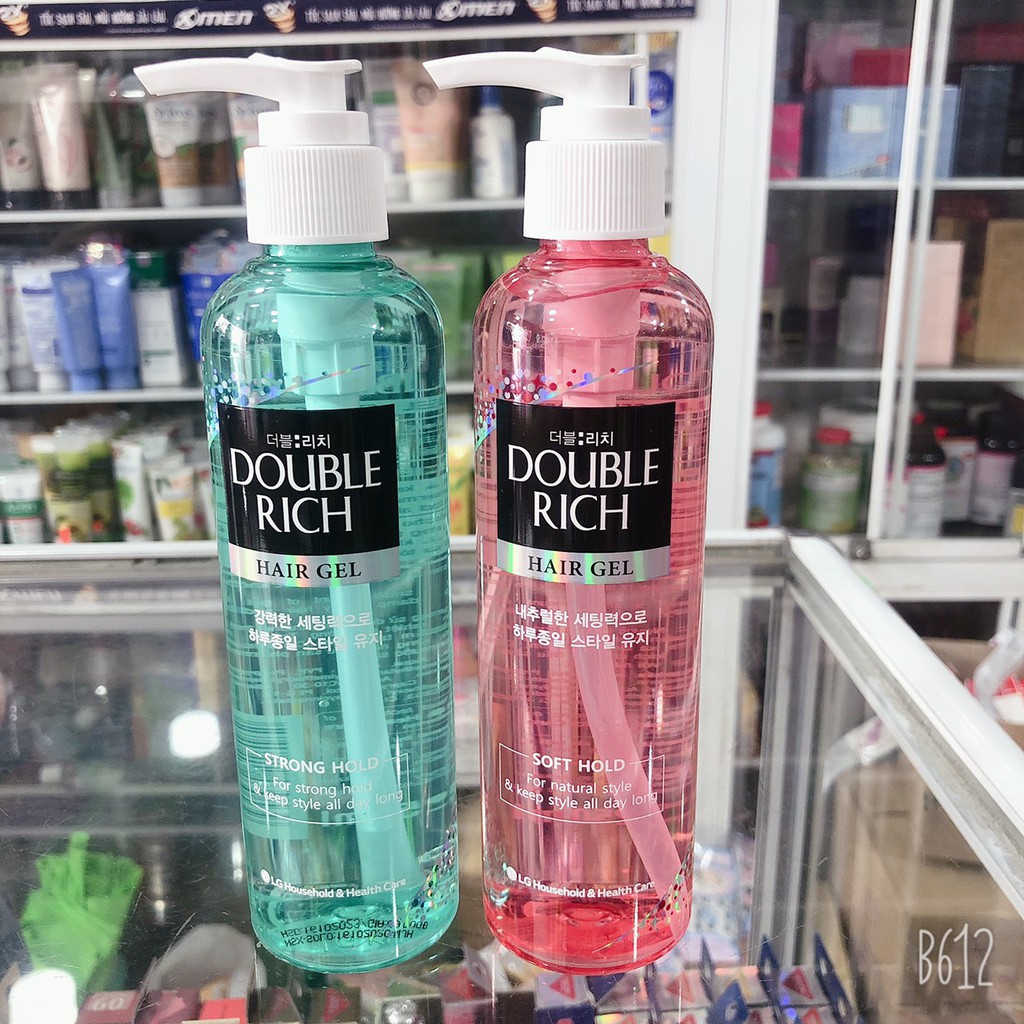 XMEN
더블:리치
DOUBLE
RICH
HAIR GEL
강력한 세팅력으로
하루종일 스타일 유지
STRONG HOLD
For strong hold
& keep style all day long
LG Household & Health Care
더블:리치
DOUBLE
RICH
HAIR GEL
내추럴한 세팅력으로
하루종일 스타일 유지
SOFT HOLD
For natural style
& keep style all day long
LG Household & Health Care
B612